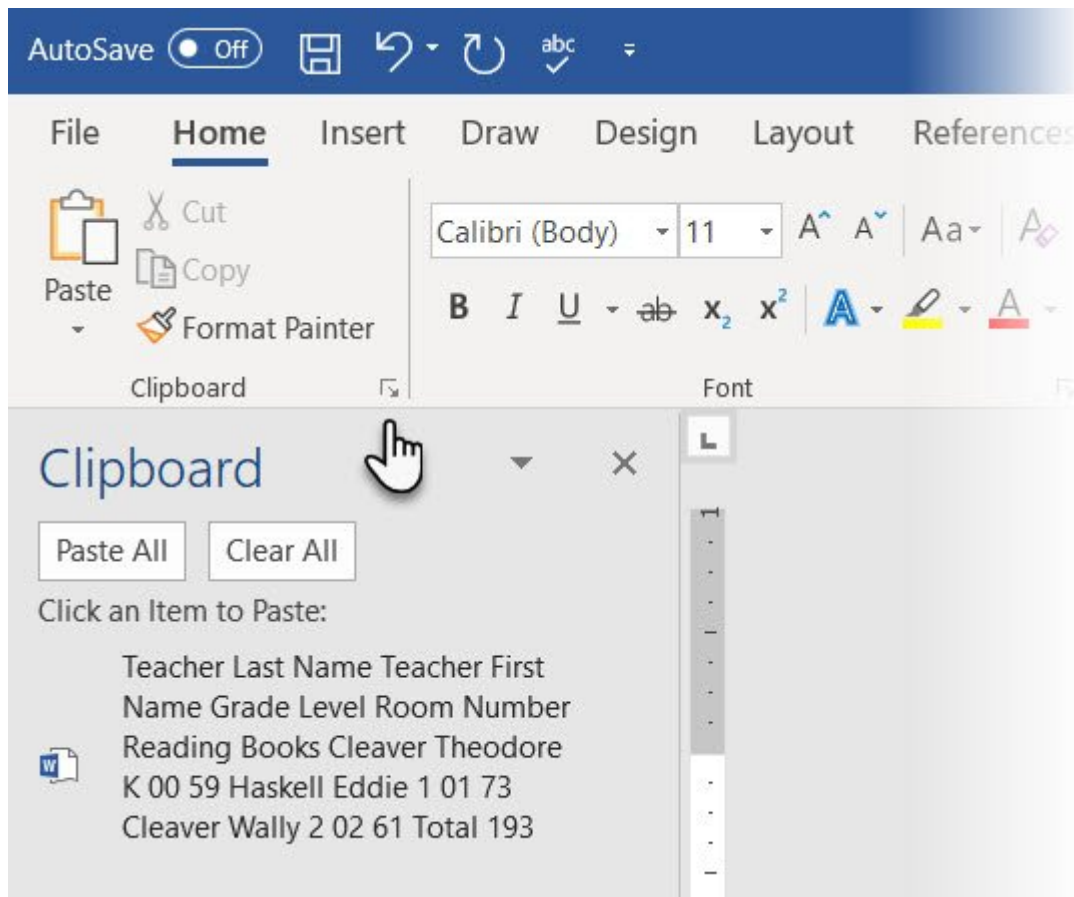 AutoSave Off abc
File Home Insert Draw Design Layout References
Cut
Copy
Paste
Format Painter
Clipboard
Calibri (Body) 11 A A Aa A
B I U ab x2 x2 A A
Font
Clipboard
L
Paste All Clear All
Click an Item to Paste:
Teacher Last Name Teacher First
Name Grade Level Room Number
Reading Books Cleaver Theodore
K 00 59 Haskell Eddie 1 01 73
Cleaver Wally 2 02 61 Total 193
W
1